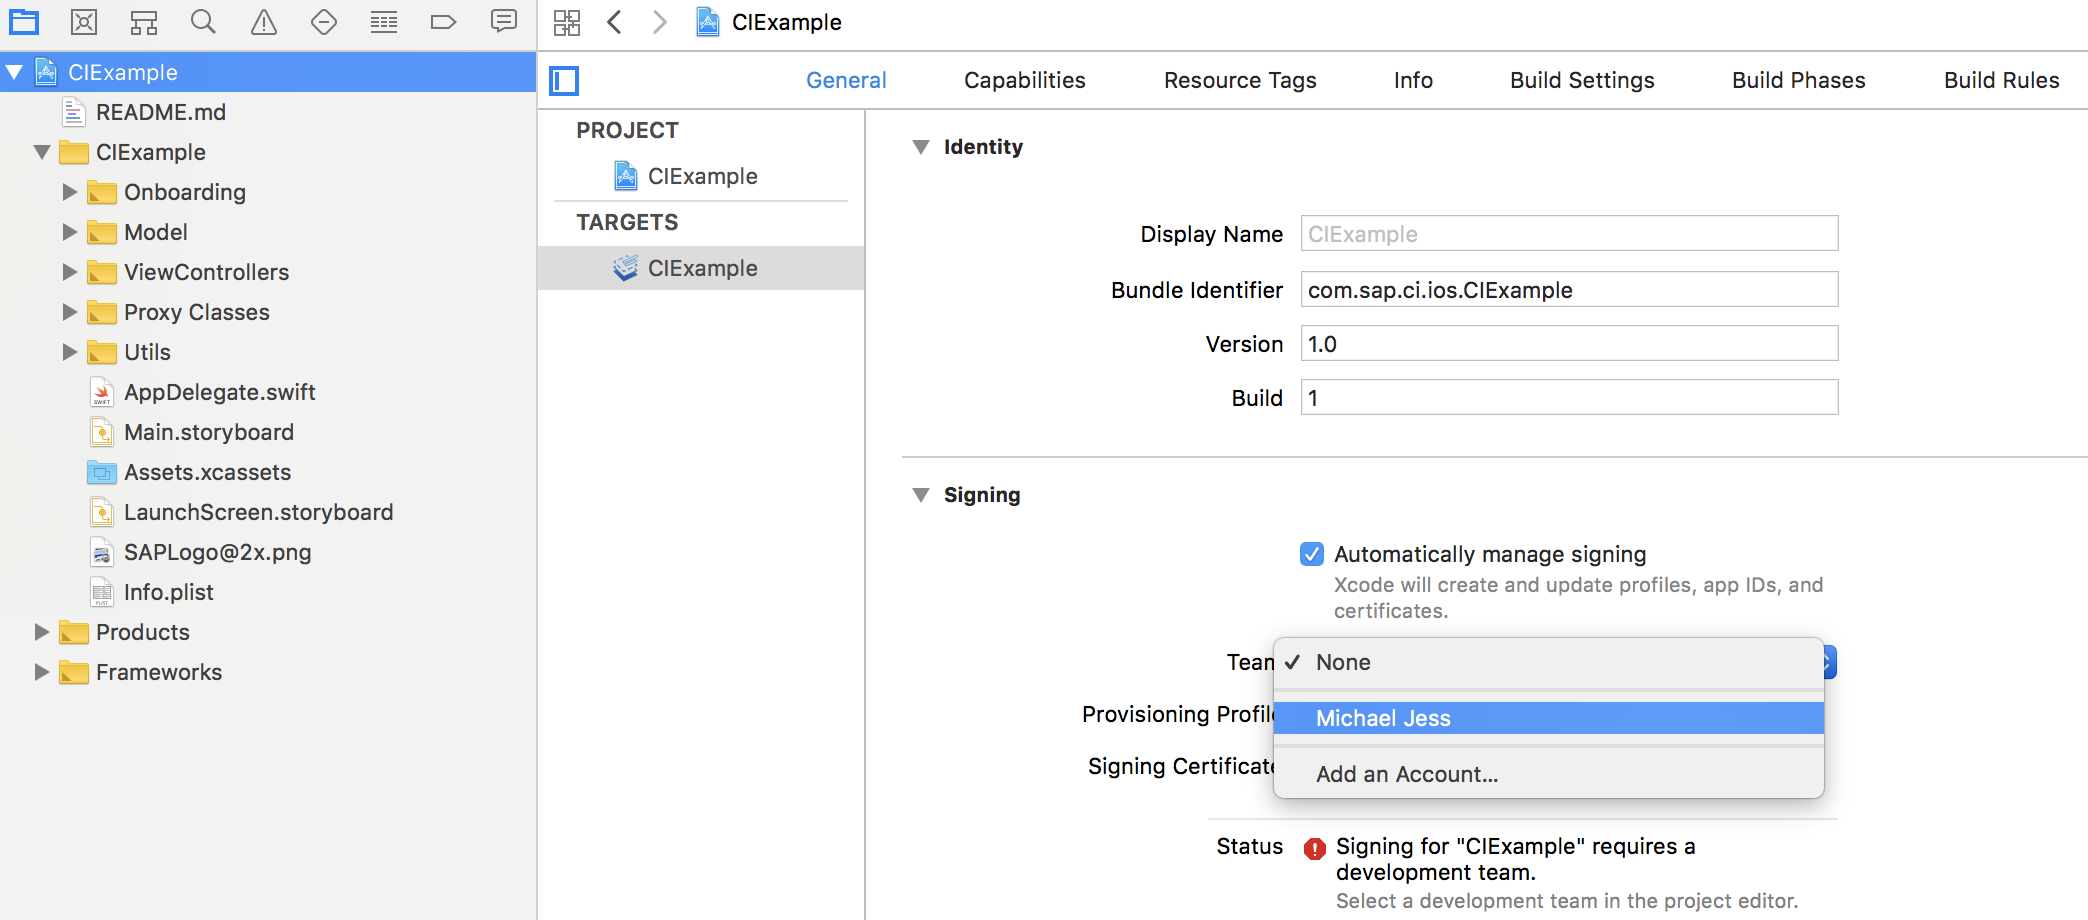 CIExample
README.md
CIExample
Onboarding
Model
ViewControllers
Proxy Classes
Utils
AppDelegate.swift
Main.storyboard
Assets.xcassets
LaunchScreen.storyboard
SAPLogo@2x.png
Info.plist
Products
Frameworks
CIExample
General Capabilities Resource Tags Info Build Settings Build Phases Build Rules
PROJECT
CIExample
TARGETS
CIExample
Identity
Display Name CIExample
Bundle Identifier com.sap.ci.ios.CIExample
Version 1.0
Build 1
Signing
Automatically manage signing
Xcode will create and update profiles, app IDs, and
certificates.
Team ✓ None
Provisioning Profile Michael Jess
Signing Certificate Add an Account...
Status Signing for "CIExample" requires a
development team.
Select a development team in the project editor.